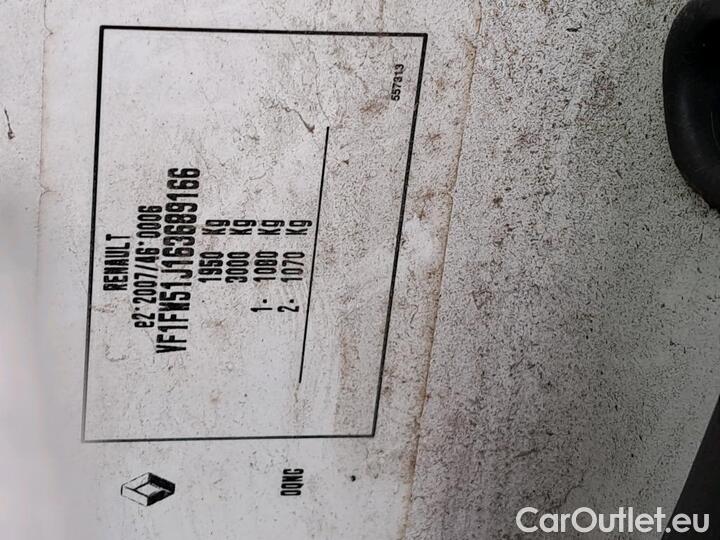 RENAULT
e2*2007/46*0006
VF1FW51J163689166
1950 Kg
3000 Kg
1- 1080 Kg
2- 1070 Kg
557313
OQNG
CarOutlet.eu